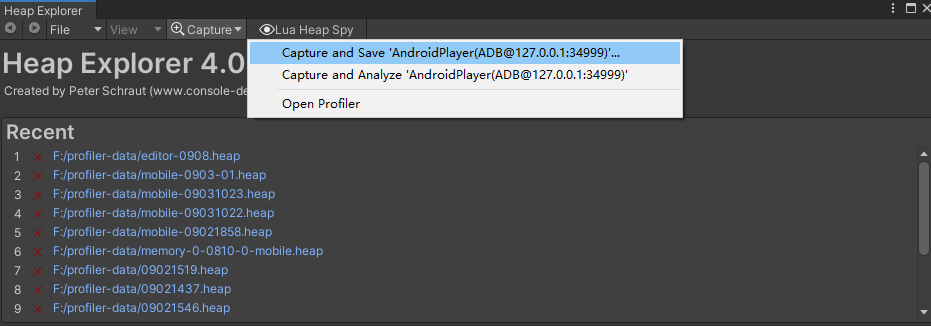 Heap Explorer
File View Capture Lua Heap Spy
Capture and Save 'AndroidPlayer(ADB@127.0.0.1:34999)'...
Heap Explorer 4.0
Capture and Analyze 'AndroidPlayer(ADB@127.0.0.1:34999)'
Created by Peter Schraut (www.console-de
Open Profiler
Recent
1 F:/profiler-data/editor-0908.heap
2 F:/profiler-data/mobile-0903-01.heap
3 F:/profiler-data/mobile-09031023.heap
4 F:/profiler-data/mobile-09031022.heap
5 F:/profiler-data/mobile-09021858.heap
6 F:/profiler-data/memory-0-0810-0-mobile.heap
7 F:/profiler-data/09021519.heap
8 F:/profiler-data/09021437.heap
9 F:/profiler-data/09021546.heap